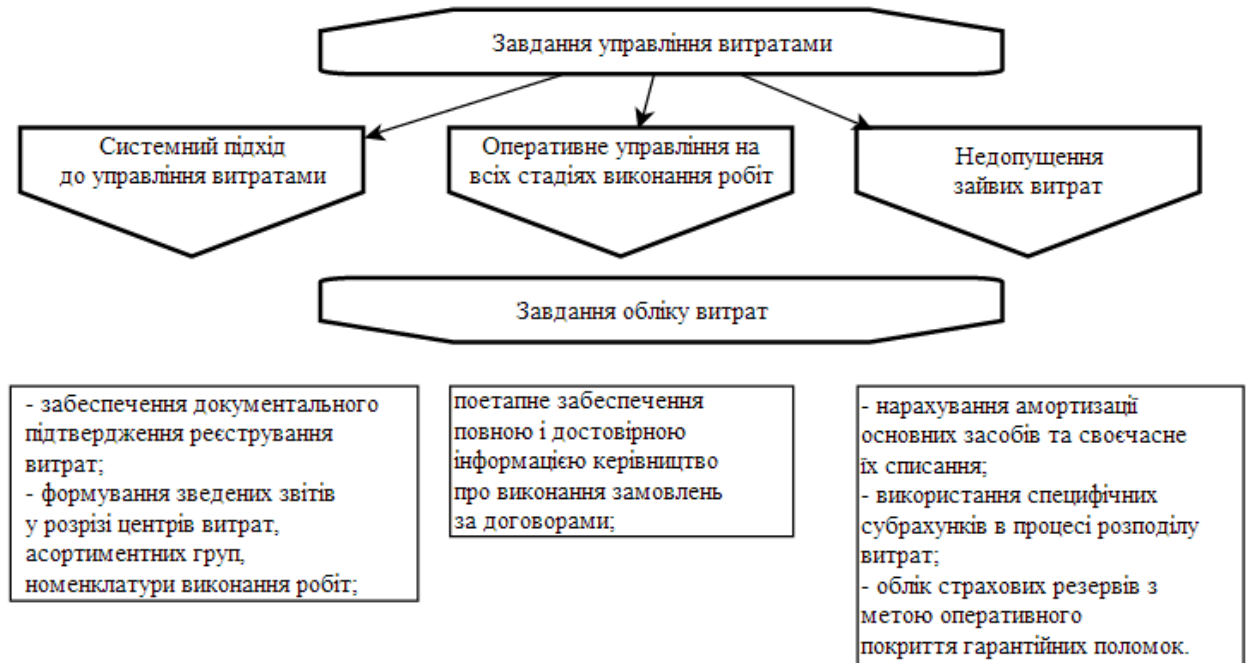 Завдання управління витратами
Системний підхід
до управління витратами
Оперативне управління на
всіх стадіях виконання робіт
Недопущення
зайвих витрат
Завдання обліку витрат
- забеспечення документального
підтвердження реєстрування
витрат;
- формування зведених звітів
у розрізі центрів витрат,
асортиментних груп,
номенклатури виконання робіт;
поетапне забеспечення
повною і достовірною
інформацією керівництво
про виконання замовлень
за договорами;
- нарахування амортизації
основних засобів та своєчасне
їх списання;
- використання специфічних
субрахунків в процесі розподілу
витрат;
- облік страхових резервів з
метою оперативного
покриття гарантійних поломок.